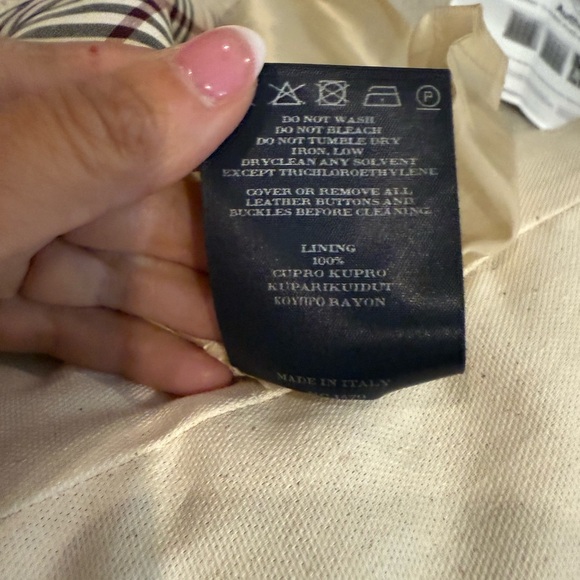 P
DO NOT WASH
DO NOT BLEACH
DO NOT TUMBLE DRY
IRON, LOW
DRYCLEAN ANY SOLVENT
EXCEPT TRICHLOROETHYLENE
COVER OR REMOVE ALL
LEATHER BUTTONS AND
BUCKLES BEFORE CLEANING
LINING
100%
CUPRO KUPRO
KUPARIKUIDUT
ΚΟΥΠΡΟ RAYON
MADE IN ITALY